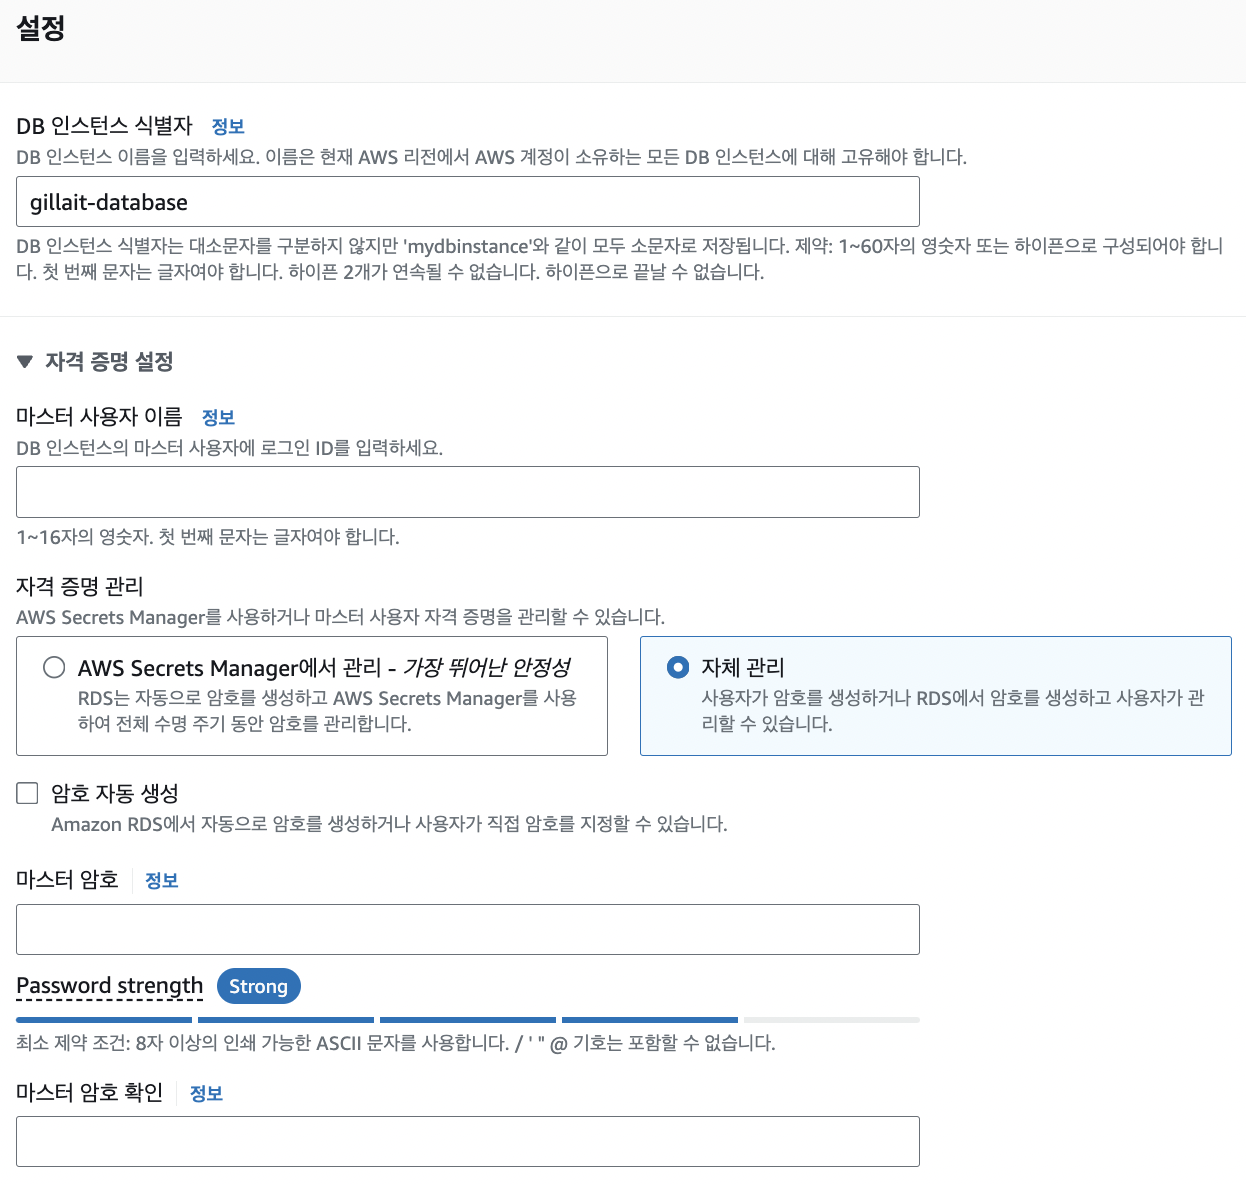 설정
DB 인스턴스 식별자 정보
DB 인스턴스 이름을 입력하세요. 이름은 현재 AWS 리전에서 AWS 계정이 소유하는 모든 DB 인스턴스에 대해 고유해야 합니다.
gillait-database
DB 인스턴스 식별자는 대소문자를 구분하지 않지만 'mydbinstance'와 같이 모두 소문자로 저장됩니다. 제약: 1~60자의 영숫자 또는 하이픈으로 구성되어야 합니
다. 첫 번째 문자는 글자여야 합니다. 하이픈 2개가 연속될 수 없습니다. 하이픈으로 끝날 수 없습니다.
▼ 자격 증명 설정
마스터 사용자 이름 정보
DB 인스턴스의 마스터 사용자에 로그인 ID를 입력하세요.
1~16자의 영숫자. 첫 번째 문자는 글자여야 합니다.
자격 증명 관리
AWS Secrets Manager를 사용하거나 마스터 사용자 자격 증명을 관리할 수 있습니다.
AWS Secrets Manager에서 관리 - 가장 뛰어난 안정성
RDS는 자동으로 암호를 생성하고 AWS Secrets Manager를 사용
하여 전체 수명 주기 동안 암호를 관리합니다.
자체 관리
사용자가 암호를 생성하거나 RDS에서 암호를 생성하고 사용자가 관
리할 수 있습니다.
암호 자동 생성
Amazon RDS에서 자동으로 암호를 생성하거나 사용자가 직접 암호를 지정할 수 있습니다.
마스터 암호 정보
Password strength Strong
최소 제약 조건: 8자 이상의 인쇄 가능한 ASCII 문자를 사용합니다. / ' " @ 기호는 포함할 수 없습니다.
마스터 암호 확인 정보